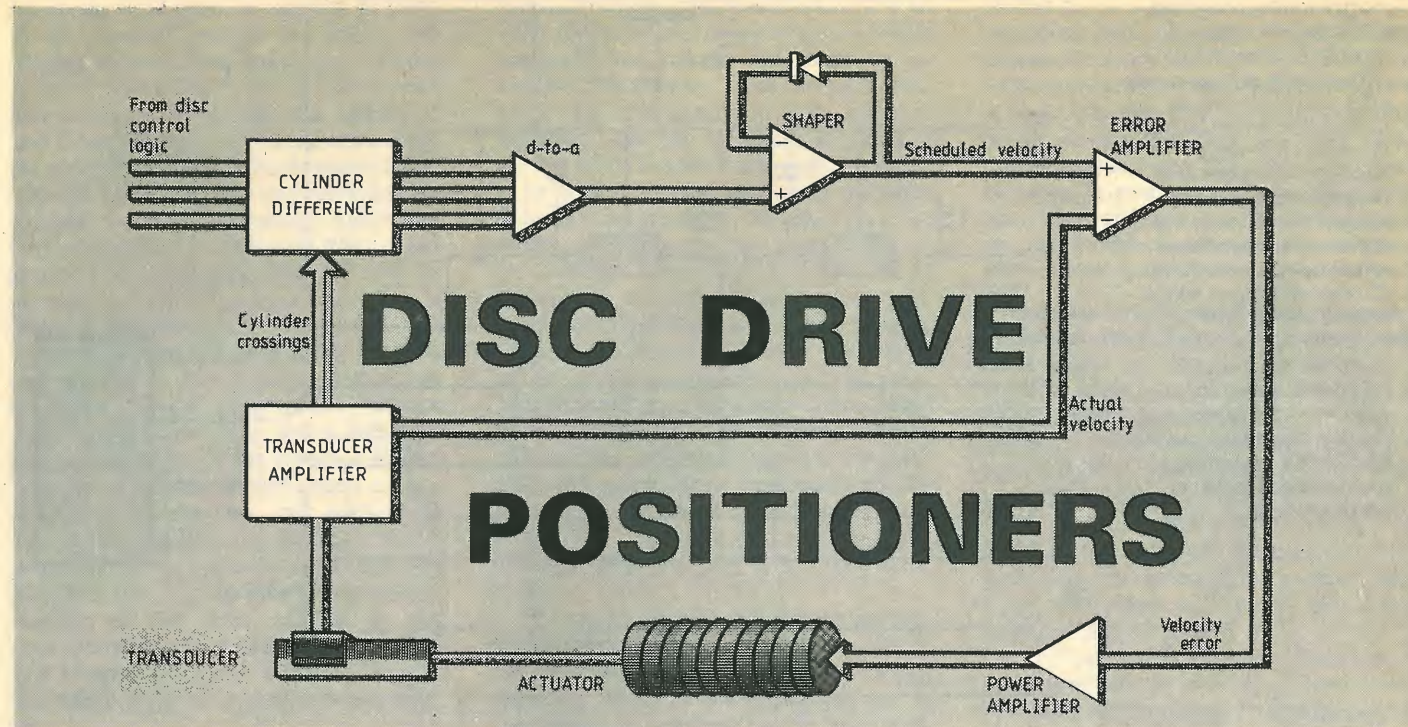 From disc
control
logic
CYLINDER
DIFFERENCE
d-to-a
SHAPER
−
+
Scheduled velocity
ERROR
AMPLIFIER
+
−
Cylinder
crossings
DISC DRIVE
Actual
velocity
TRANSDUCER
AMPLIFIER
POSITIONERS
TRANSDUCER
ACTUATOR
POWER
AMPLIFIER
Velocity
error